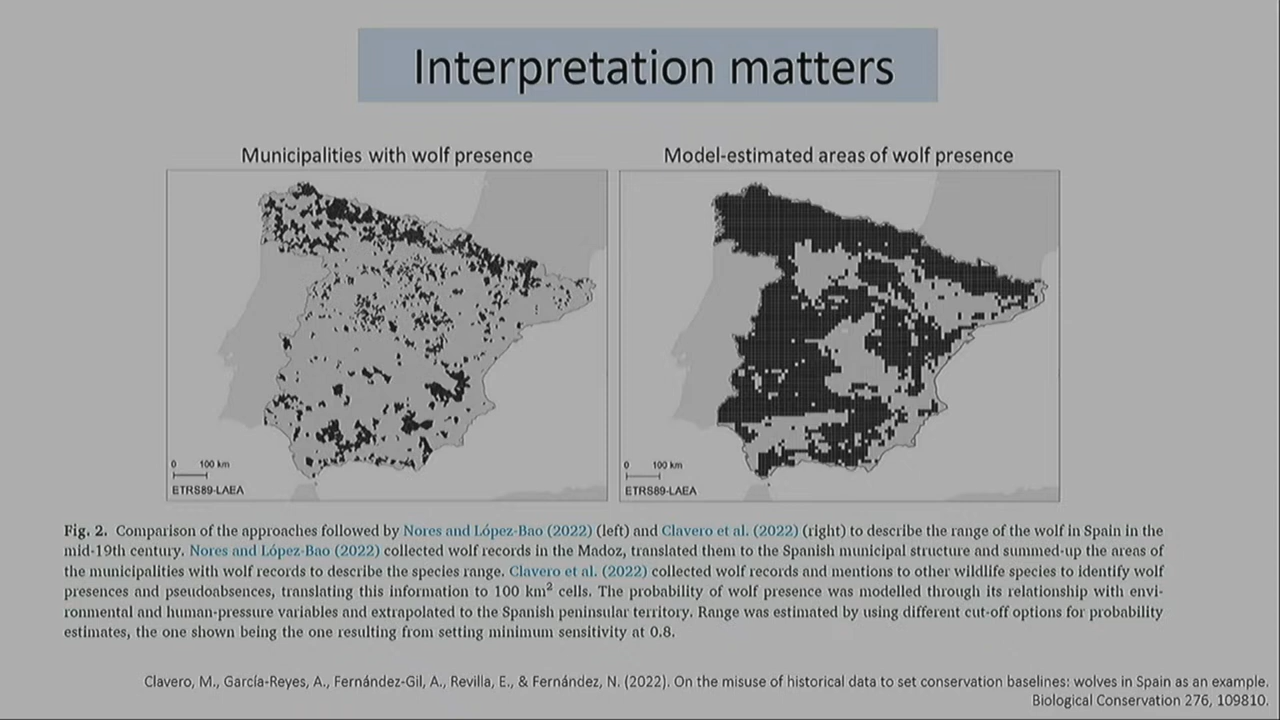 Interpretation matters
Municipalities with wolf presence
Model-estimated areas of wolf presence
0 100 km
ETRS89-LAEA
0 100 km
ETRS89-LAEA
Fig. 2. Comparison of the approaches followed by Nores and López-Bao (2022) (left) and Clavero et al. (2022) (right) to describe the range of the wolf in Spain in the
mid-19th century. Nores and López-Bao (2022) collected wolf records in the Madoz, translated them to the Spanish municipal structure and summed-up the areas of
the municipalities with wolf records to describe the species range. Clavero et al. (2022) collected wolf records and mentions to other wildlife species to identify wolf
presences and pseudoabsences, translating this information to 100 km² cells. The probability of wolf presence was modelled through its relationship with envi-
ronmental and human-pressure variables and extrapolated to the Spanish peninsular territory. Range was estimated by using different cut-off options for probability
estimates, the one shown being the one resulting from setting minimum sensitivity at 0.8.
Clavero, M., García-Reyes, A., Fernández-Gil, A., Revilla, E., & Fernández, N. (2022). On the misuse of historical data to set conservation baselines: wolves in Spain as an example.
Biological Conservation 276, 109810.